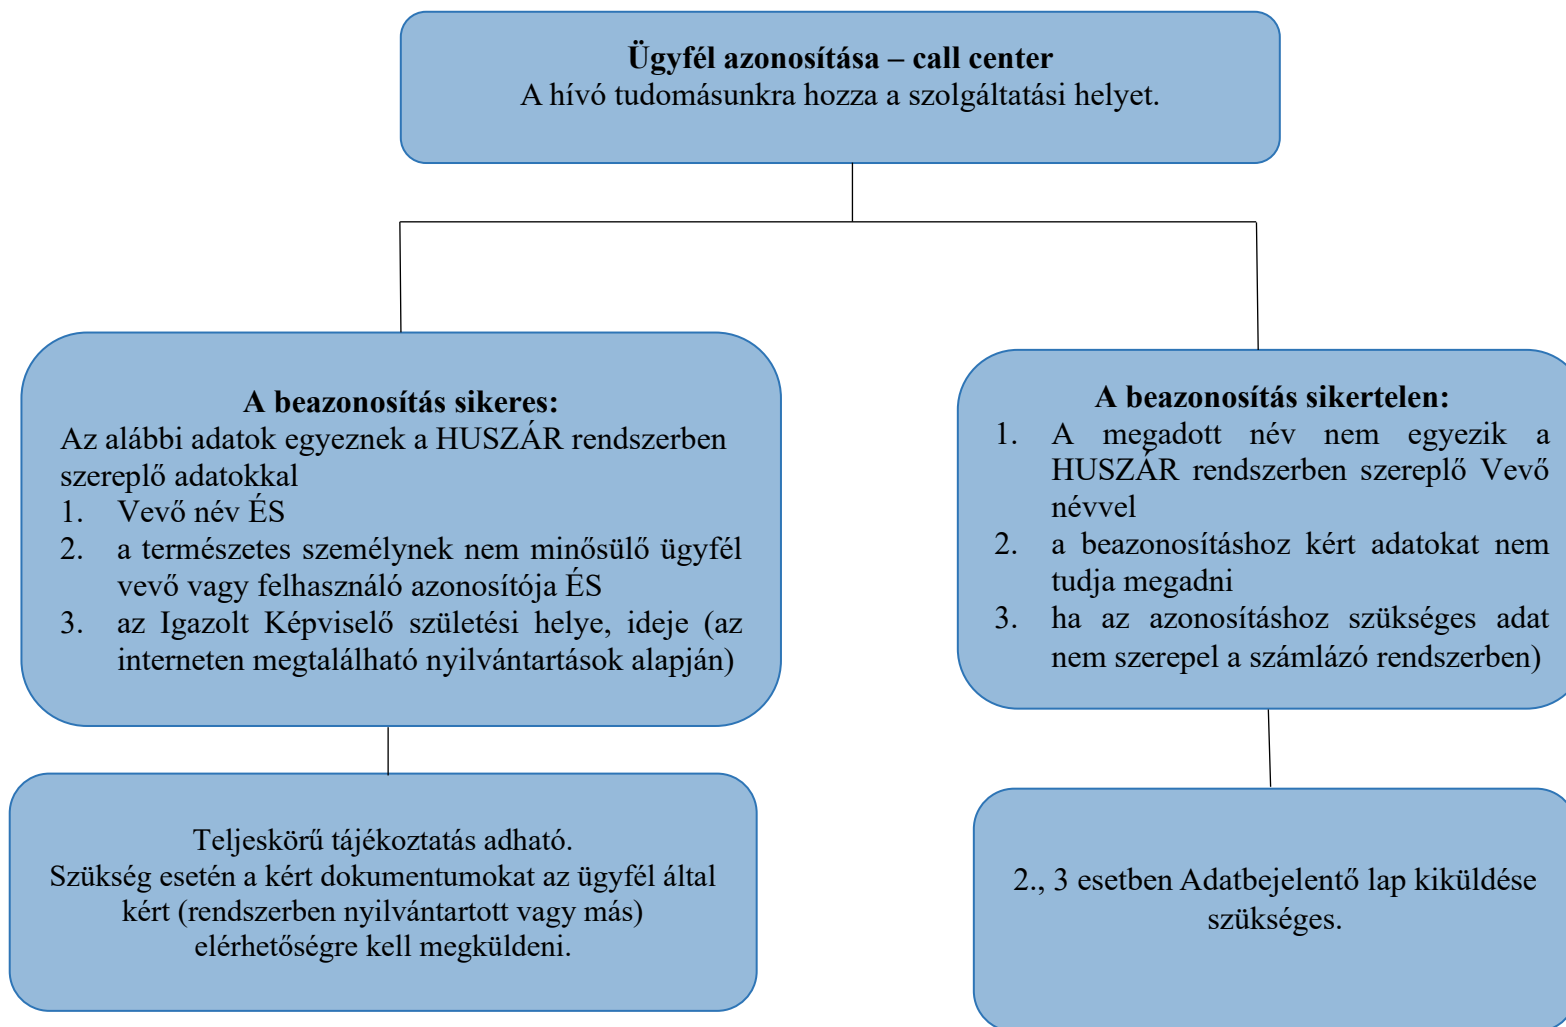 Ügyfél azonosítása – call center
A hívó tudomásunkra hozza a szolgáltatási helyet.
A beazonosítás sikeres:
Az alábbi adatok egyeznek a HUSZÁR rendszerben
szereplő adatokkal
1. Vevő név ÉS
2. a természetes személynek nem minősülő ügyfél
vevő vagy felhasználó azonosítója ÉS
3. az Igazolt Képviselő születési helye, ideje (az
interneten megtalálható nyilvántartások alapján)
A beazonosítás sikertelen:
1. A megadott név nem egyezik a
HUSZÁR rendszerben szereplő Vevő
névvel
2. a beazonosításhoz kért adatokat nem
tudja megadni
3. ha az azonosításhoz szükséges adat
nem szerepel a számlázó rendszerben)
Teljeskörű tájékoztatás adható.
Szükség esetén a kért dokumentumokat az ügyfél által
kért (rendszerben nyilvántartott vagy más)
elérhetőségre kell megküldeni.
2., 3 esetben Adatbejelentő lap kiküldése
szükséges.